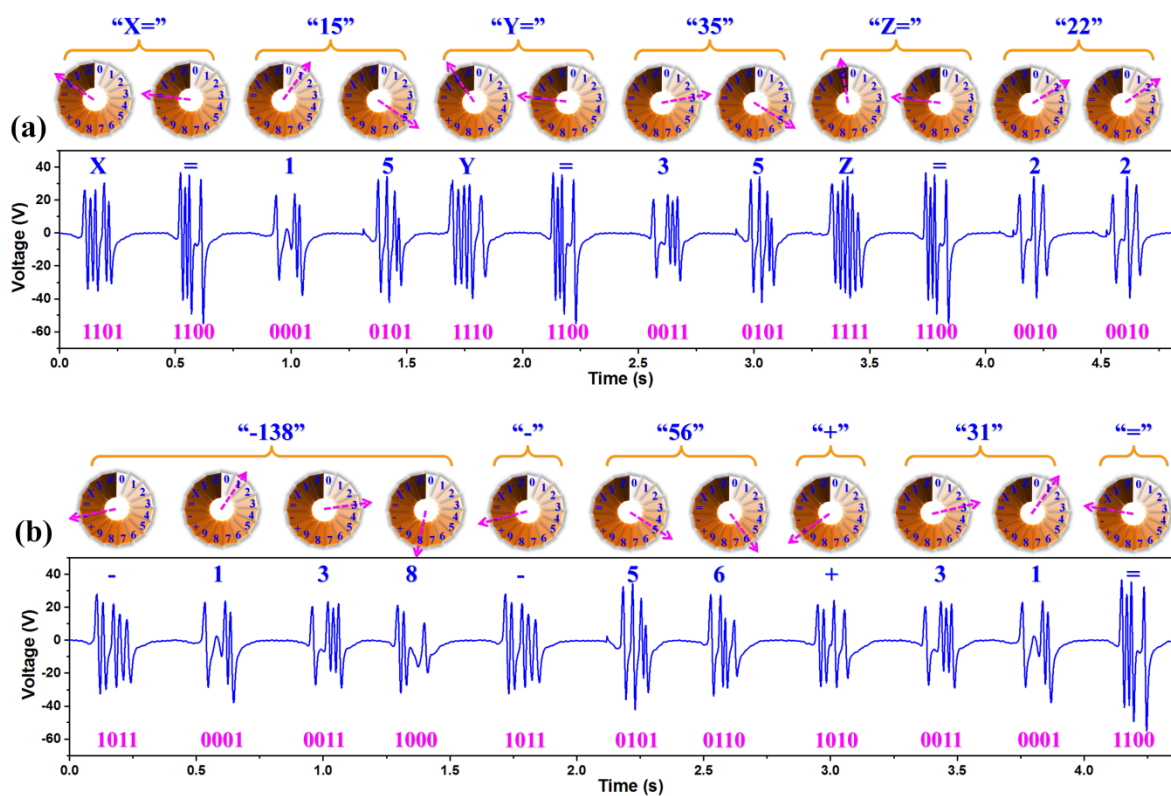 “X=” “15” “Y=” “35” “Z=” “22”
(a)
X = 1 5 Y = 3 5 Z = 2 2
40
20
0
-20
-40
-60
Voltage (V)
1101 1100 0001 0101 1110 1100 0011 0101 1111 1100 0010 0010
0.0 0.5 1.0 1.5 2.0 2.5 3.0 3.5 4.0 4.5
Time (s)
“-138” “-” “56” “+” “31” “=”
(b)
- 1 3 8 - 5 6 + 3 1 =
40
20
0
-20
-40
-60
Voltage (V)
1011 0001 0011 1000 1011 0101 0110 1010 0011 0001 1100
0.0 0.5 1.0 1.5 2.0 2.5 3.0 3.5 4.0
Time (s)